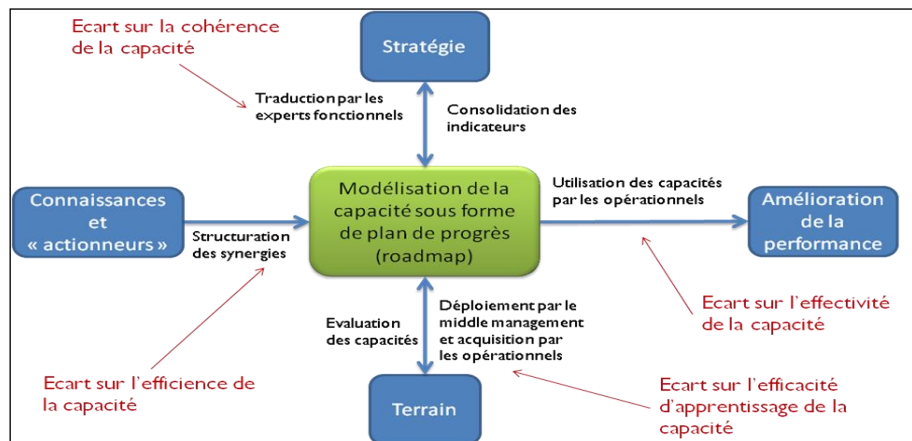 Ecart sur la cohérence
de la capacité
Stratégie
Traduction par les
experts fonctionnels
Consolidation des
indicateurs
Connaissances
et
« actionneurs »
Structuration
des synergies
Modélisation de la
capacité sous forme
de plan de progrès
(roadmap)
Utilisation des capacités
par les opérationnels
Amélioration
de la
performance
Evaluation
des capacités
Déploiement par le
middle management
et acquisition par
les opérationnels
Ecart sur l'effectivité
de la capacité
Ecart sur l'efficience de
la capacité
Terrain
Ecart sur l'efficacité
d'apprentissage de la
capacité